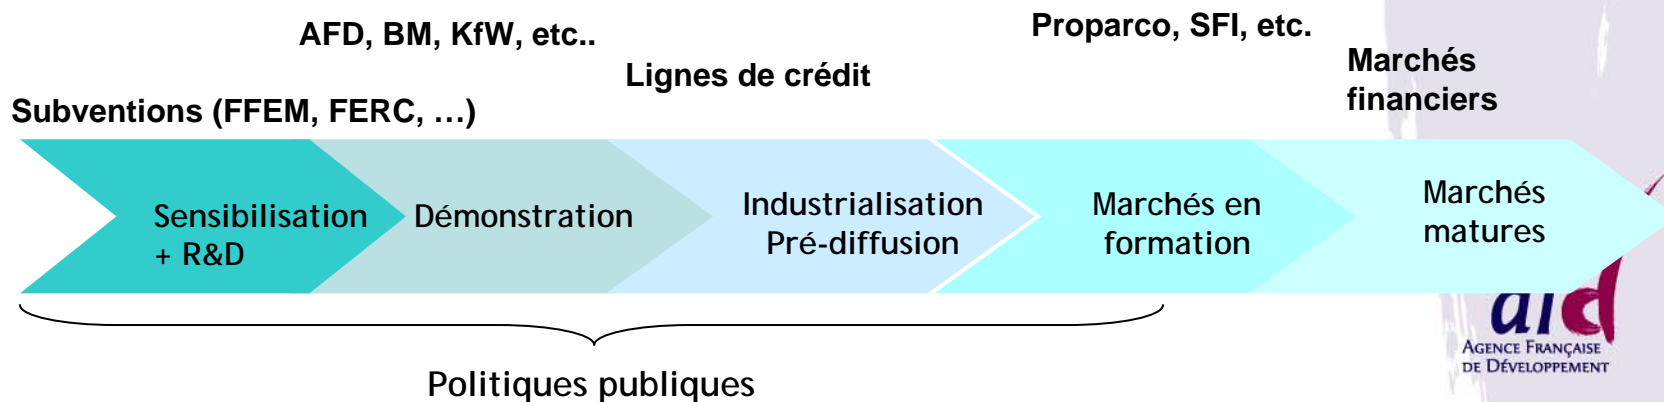 AFD, BM, KfW, etc..
Proparco, SFI, etc.
Lignes de crédit
Marchés
financiers
Subventions (FFEM, FERC, …)
Sensibilisation
+ R&D
Démonstration
Industrialisation
Pré-diffusion
Marchés en
formation
Marchés
matures
Politiques publiques
afd
AGENCE FRANÇAISE
DE DÉVELOPPEMENT